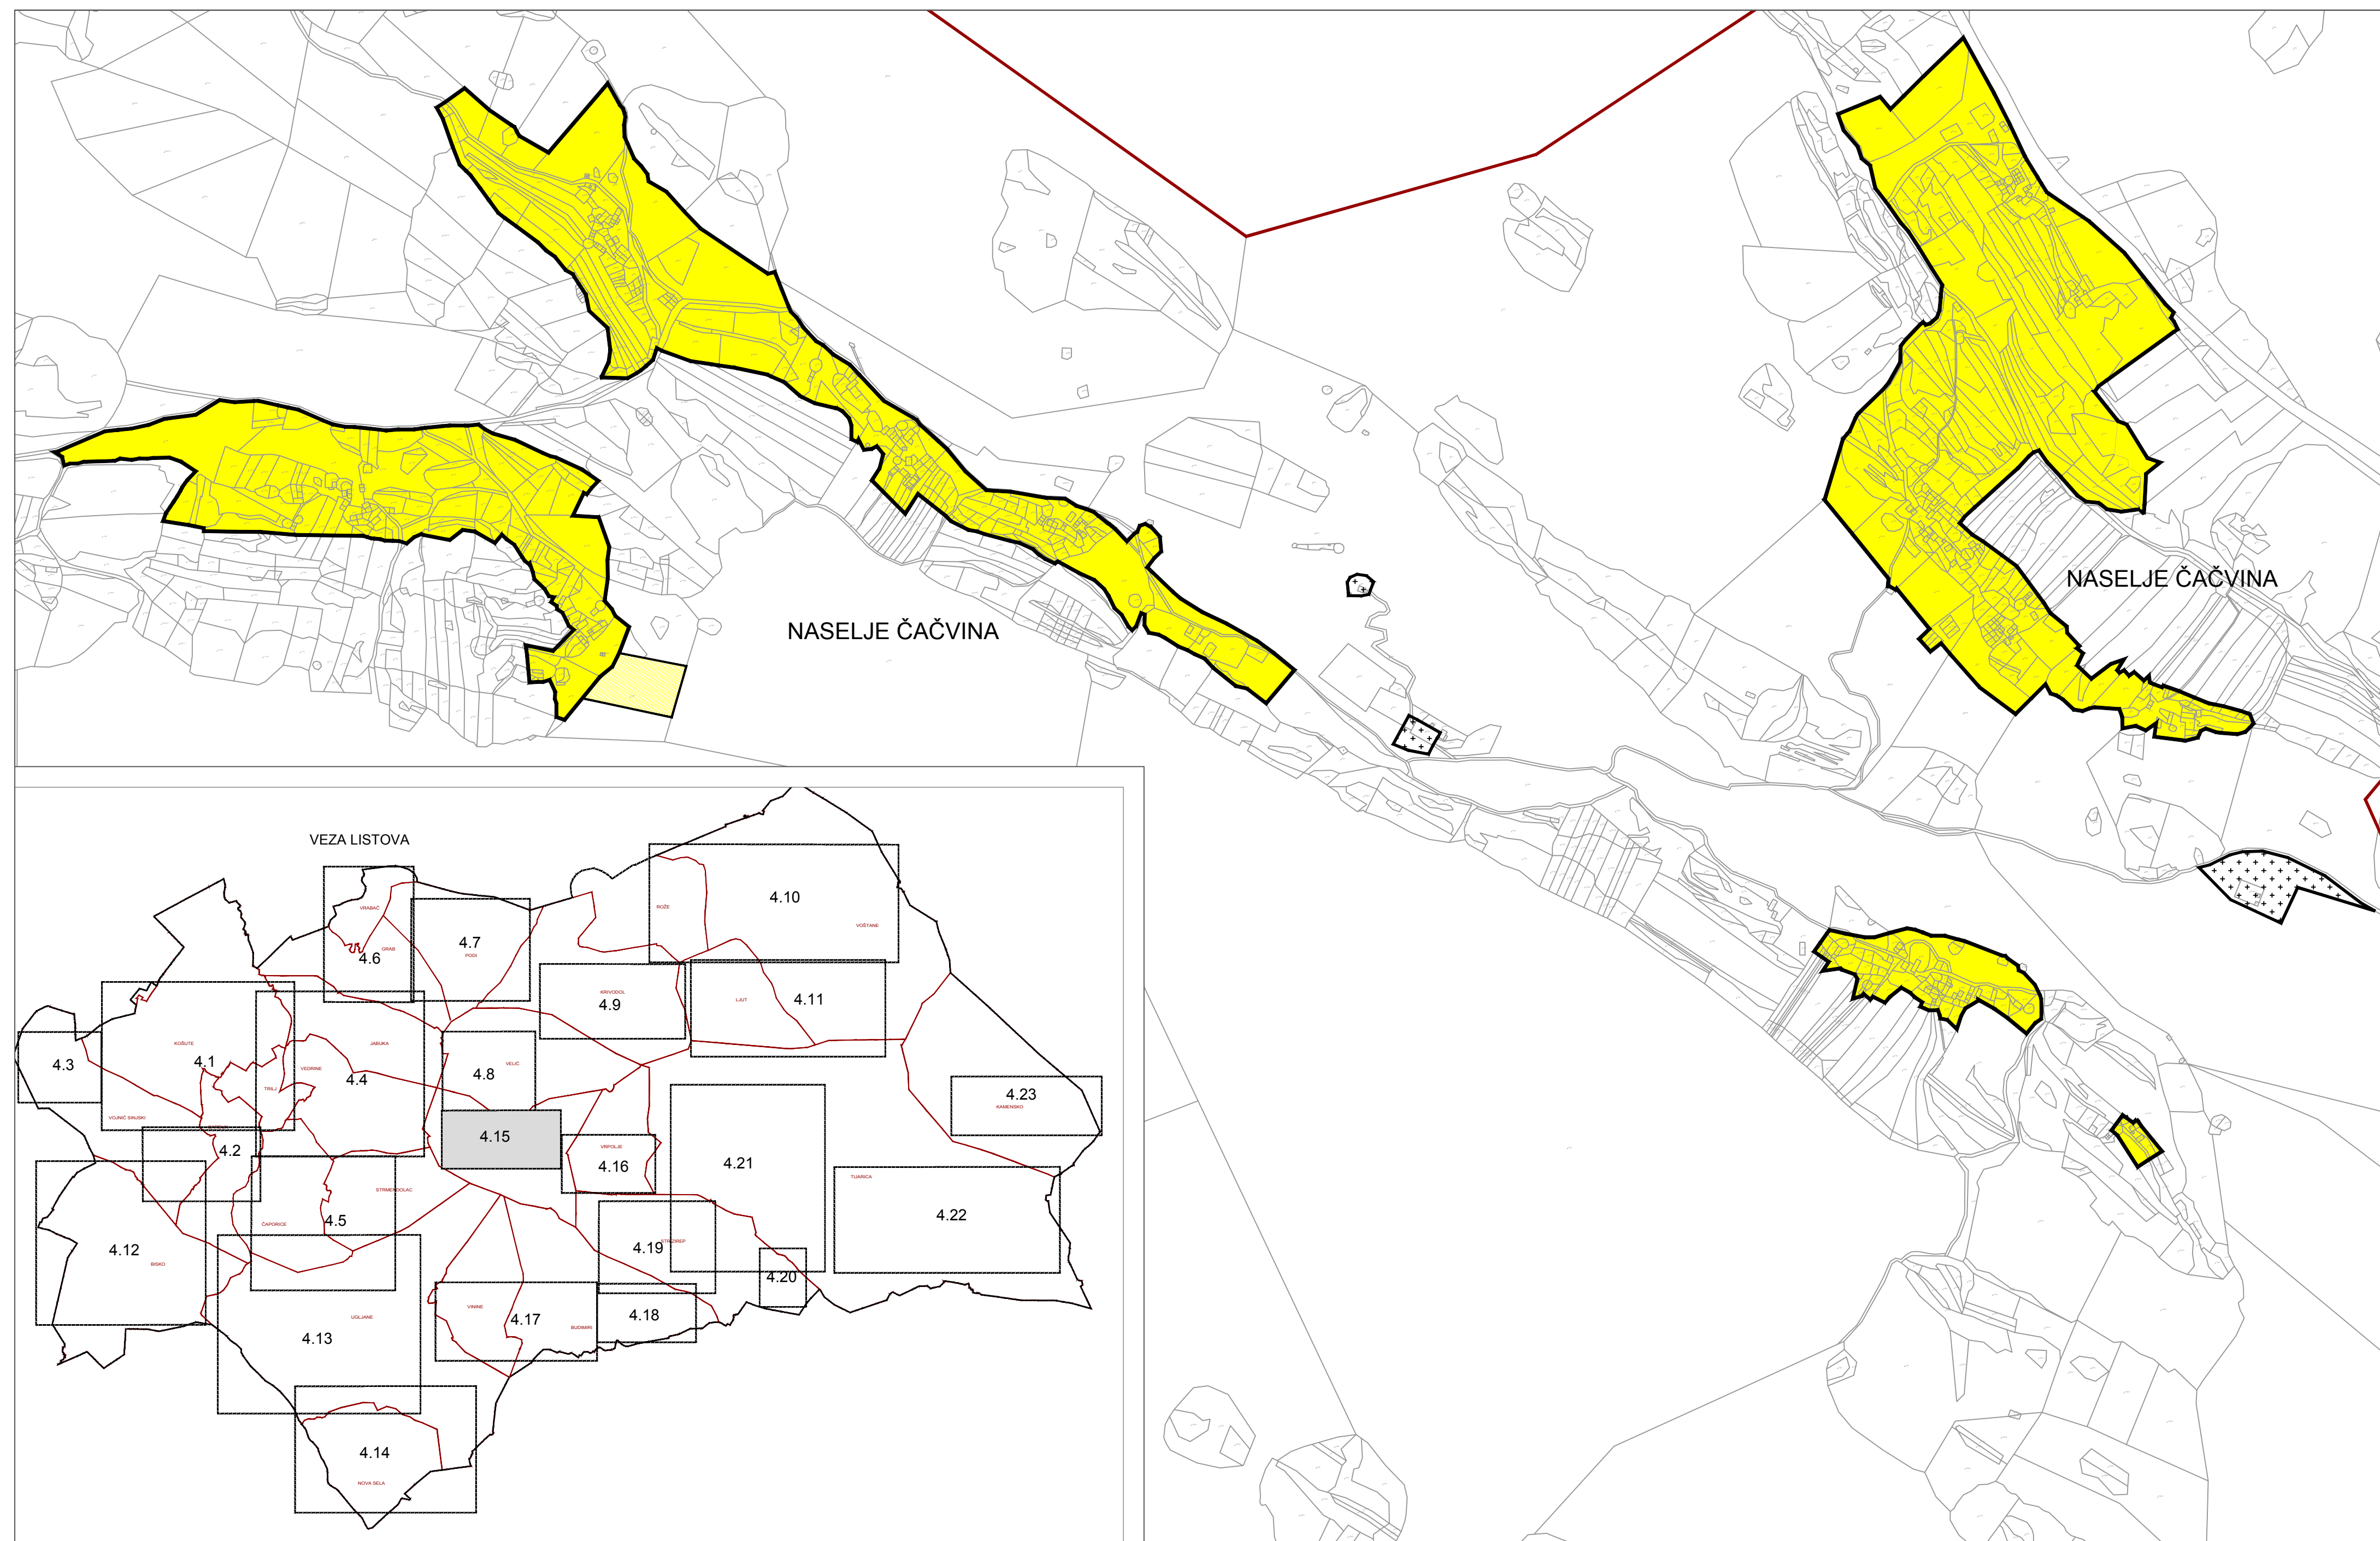 NASELJE ČAČVINA
NASELJE ČAČVINA
VEZA LISTOVA
4.10
ROŽE
VOŠTANE
VRABAČ
GRAB
4.6
4.7
PODI
KRIVODOL
4.9
LJUT
4.11
4.3
KOŠUTE
4.1
JABUKA
VEDRINE
4.4
TRILJ
VELIĆ
4.8
4.23
KAMENSKO
VOJNIĆ SINJSKI
4.15
4.2
VRPOLJE
4.16
4.21
TIJARICA
STRMENDOLAC
4.22
ČAPORICE
4.5
4.12
BISKO
4.19
STRIZIREP
4.20
VININE
4.17
BUDIMIRI
4.18
UGLJANE
4.13
4.14
NOVA SELA